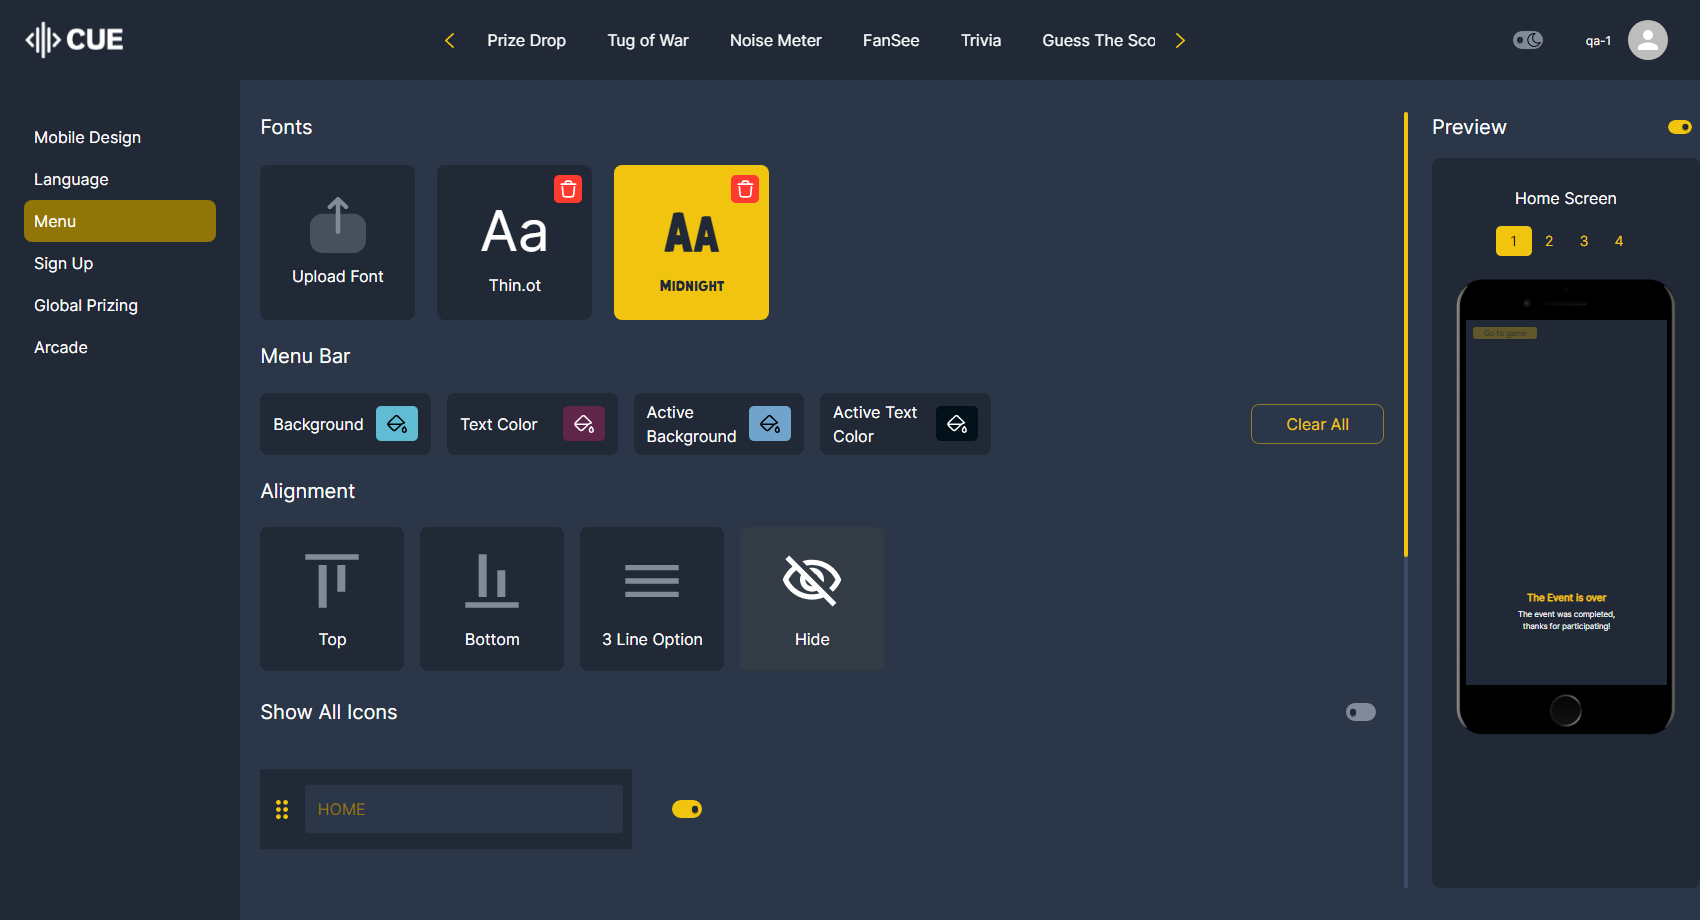 CUE
Prize Drop
Tug of War
Noise Meter
FanSee
Trivia
Guess The Sco
qa-1
Mobile Design
Language
Menu
Sign Up
Global Prizing
Arcade
Fonts
Upload Font
Aa
Thin.ot
AA
MIDNIGHT
Menu Bar
Background
Text Color
Active
Background
Active Text
Color
Clear All
Alignment
Top
Bottom
3 Line Option
Hide
Show All Icons
HOME
Preview
Home Screen
1 2 3 4
Go to game
The Event is over
The event was completed,
thanks for participating!